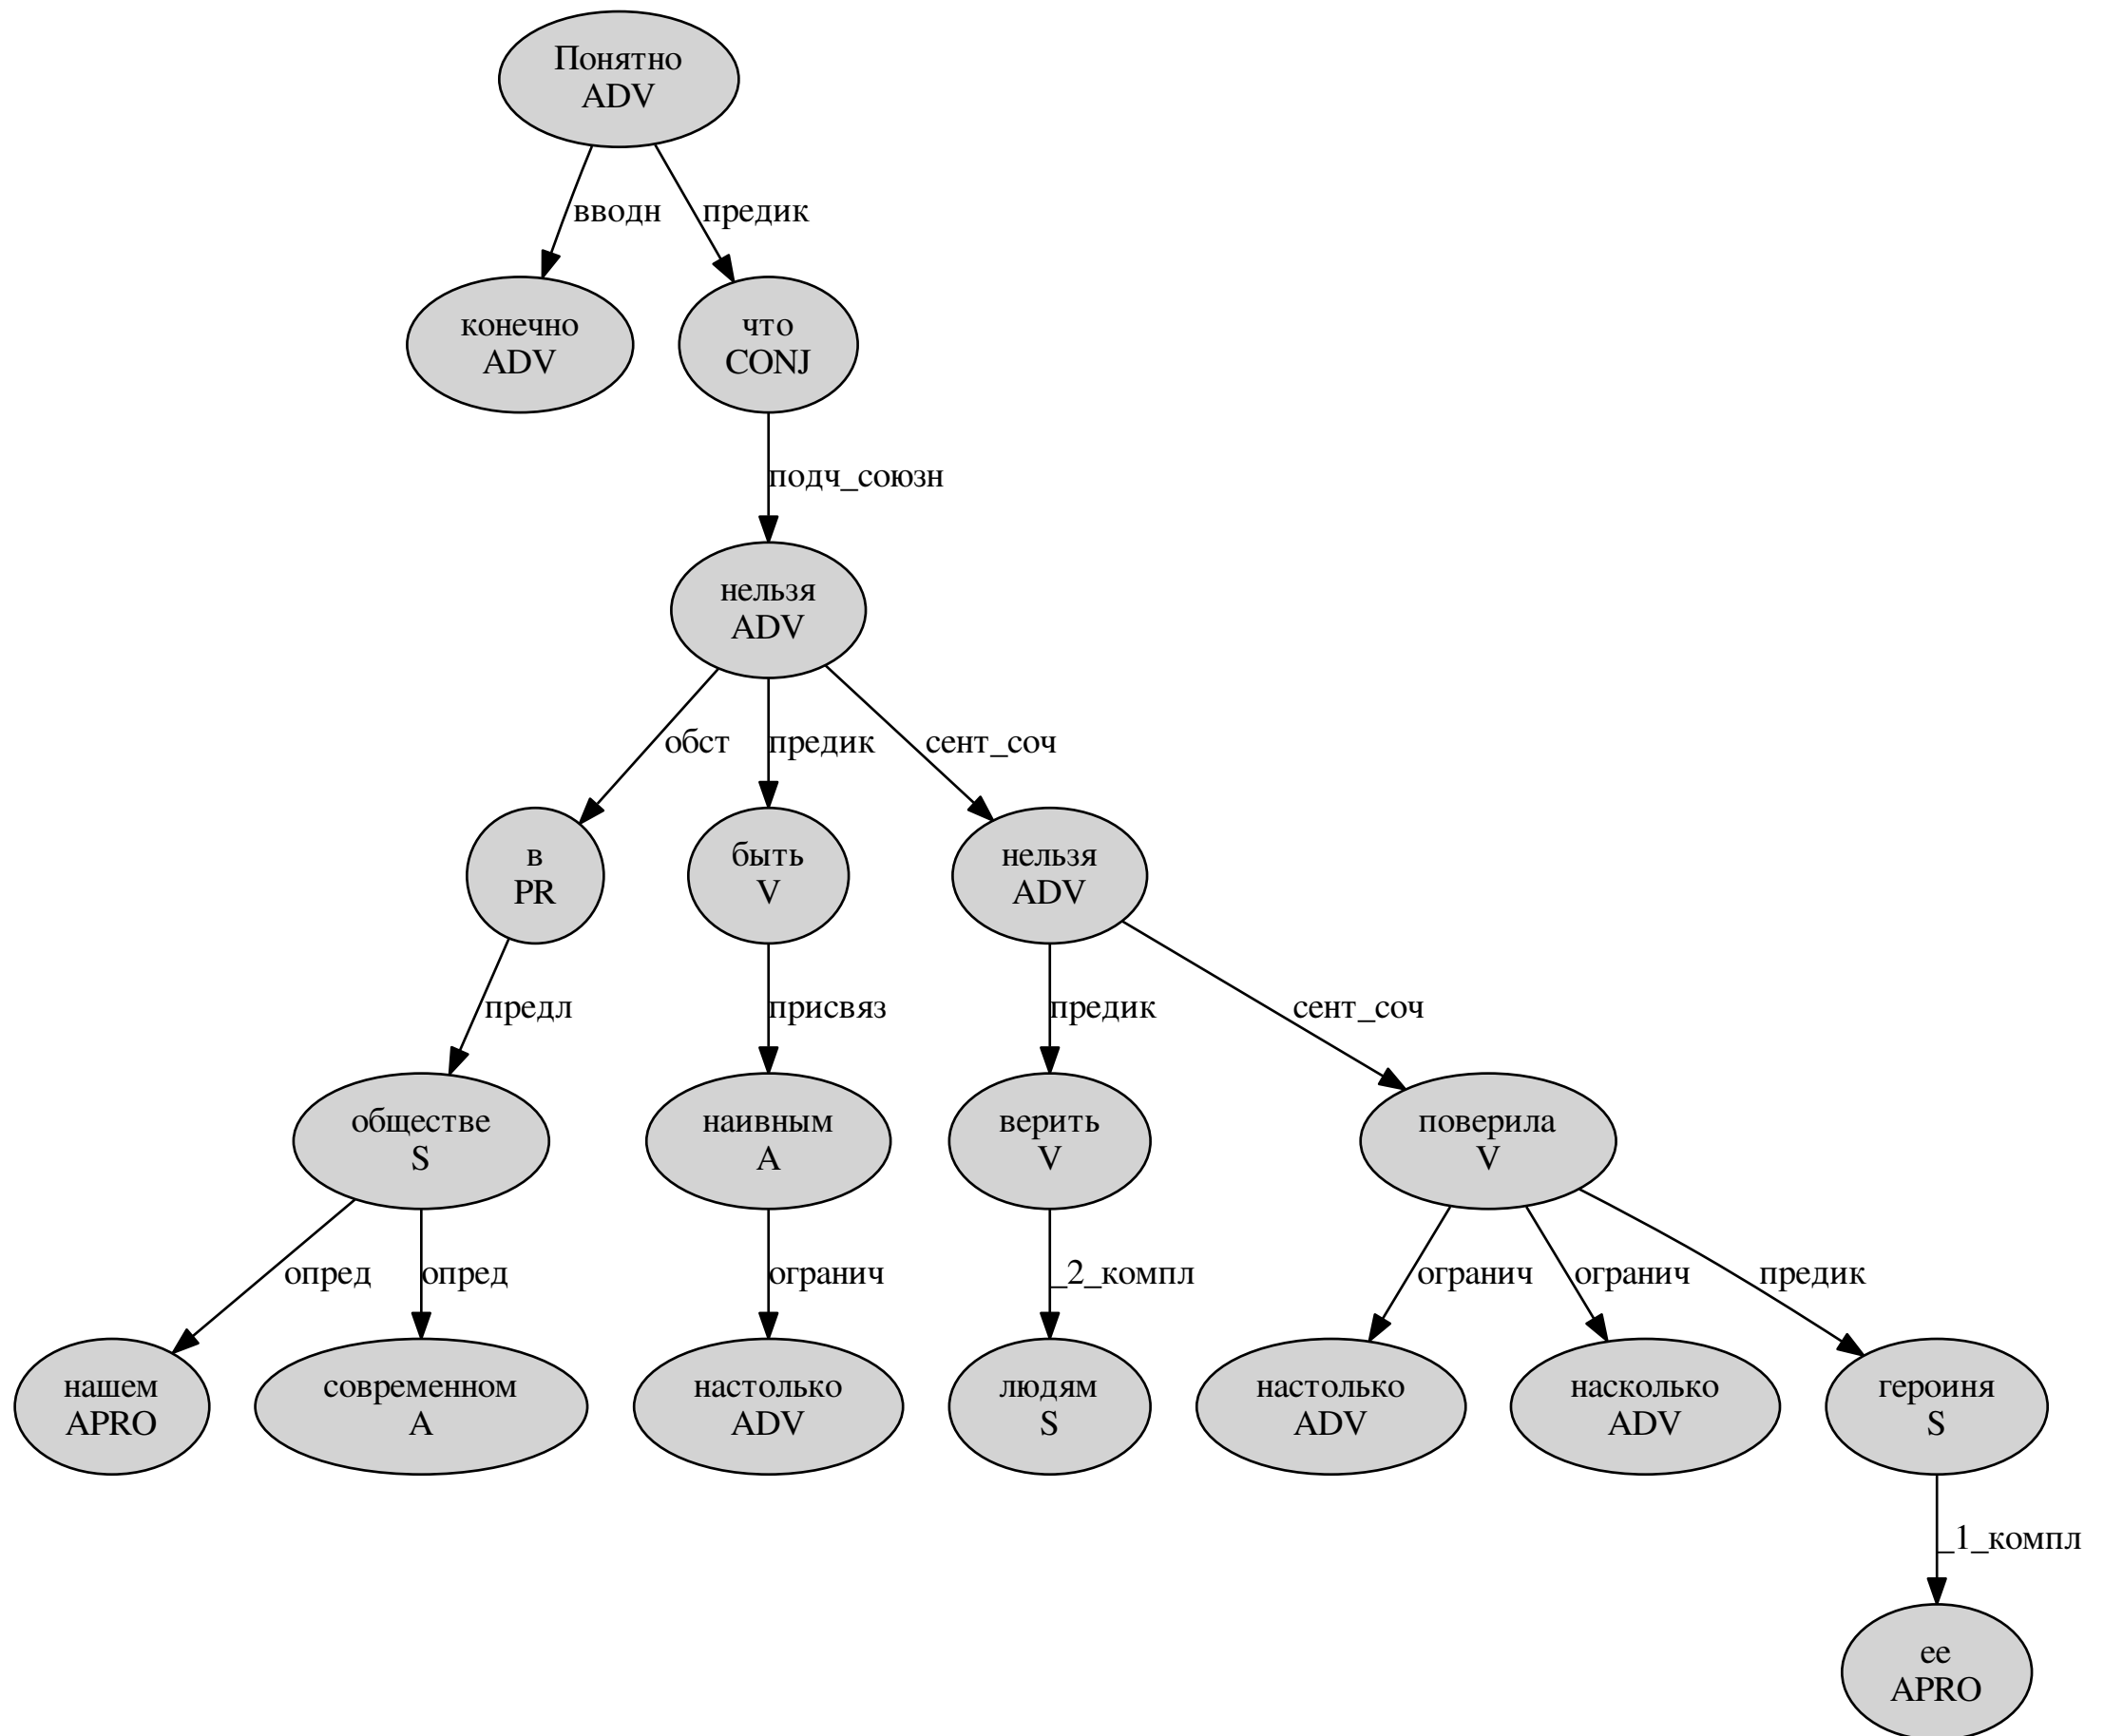 Понятно
ADV
вводн
предик
конечно
ADV
что
CONJ
подч_союзн
нельзя
ADV
обст
предик
сент_соч
в
PR
быть
V
нельзя
ADV
предл
присвяз
предик
сент_соч
обществе
S
наивным
A
верить
V
поверила
V
опред
опред
огранич
_2_компл
огранич
огранич
предик
нашем
APRO
современном
A
настолько
ADV
людям
S
настолько
ADV
насколько
ADV
героиня
S
_1_компл
ее
APRO